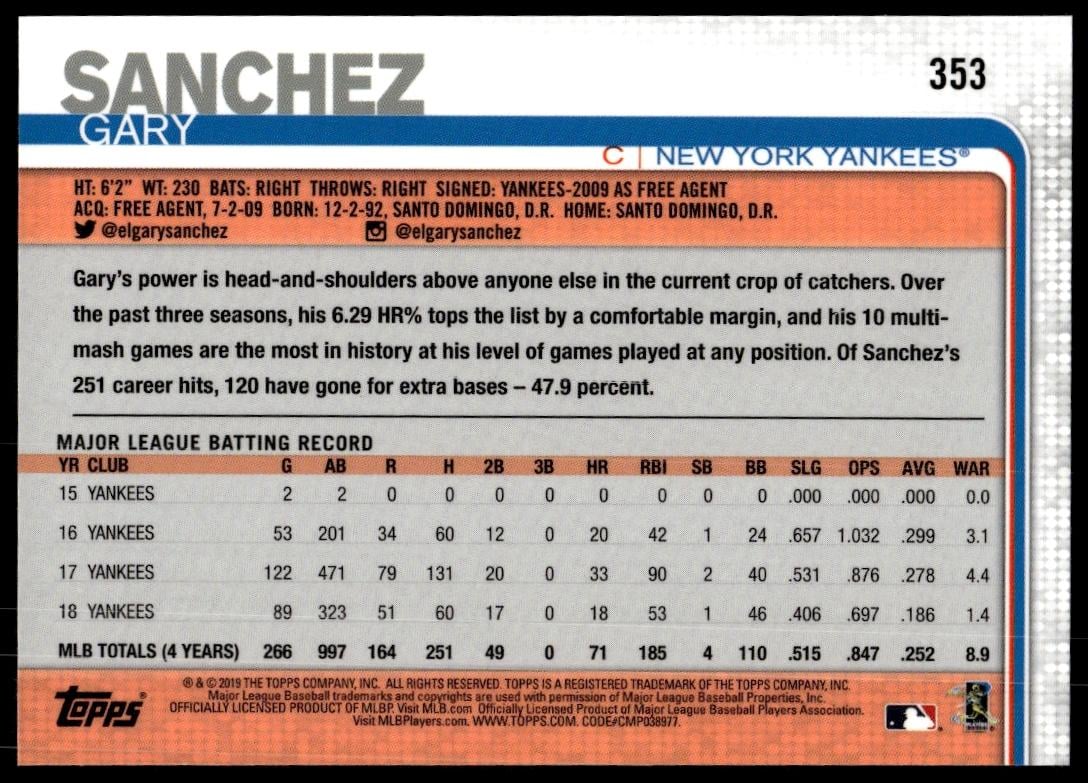 SANCHEZ
353
GARY
C | NEW YORK YANKEES®
HT: 6'2" WT: 230 BATS: RIGHT THROWS: RIGHT SIGNED: YANKEES-2009 AS FREE AGENT
ACQ: FREE AGENT, 7-2-09 BORN: 12-2-92, SANTO DOMINGO, D.R. HOME: SANTO DOMINGO, D.R.
@elgarysanchez @elgarysanchez
Gary's power is head-and-shoulders above anyone else in the current crop of catchers. Over
the past three seasons, his 6.29 HR% tops the list by a comfortable margin, and his 10 multi-
mash games are the most in history at his level of games played at any position. Of Sanchez's
251 career hits, 120 have gone for extra bases – 47.9 percent.
MAJOR LEAGUE BATTING RECORD
YR CLUB G AB R H 2B 3B HR RBI SB BB SLG OPS AVG WAR
15 YANKEES 2 2 0 0 0 0 0 0 0 0 .000 .000 .000 0.0
16 YANKEES 53 201 34 60 12 0 20 42 1 24 .657 1.032 .299 3.1
17 YANKEES 122 471 79 131 20 0 33 90 2 40 .531 .876 .278 4.4
18 YANKEES 89 323 51 60 17 0 18 53 1 46 .406 .697 .186 1.4
MLB TOTALS (4 YEARS) 266 997 164 251 49 0 71 185 4 110 .515 .847 .252 8.9
® & © 2019 THE TOPPS COMPANY, INC. ALL RIGHTS RESERVED. TOPPS IS A REGISTERED TRADEMARK OF THE TOPPS COMPANY, INC.
Major League Baseball trademarks and copyrights are used with permission of Major League Baseball Properties, Inc.
OFFICIALLY LICENSED PRODUCT OF MLBP. Visit MLB.com Officially Licensed Product of Major League Baseball Players Association.
Visit MLBPlayers.com. WWW.TOPPS.COM. CODE#CMP038977.
Topps®